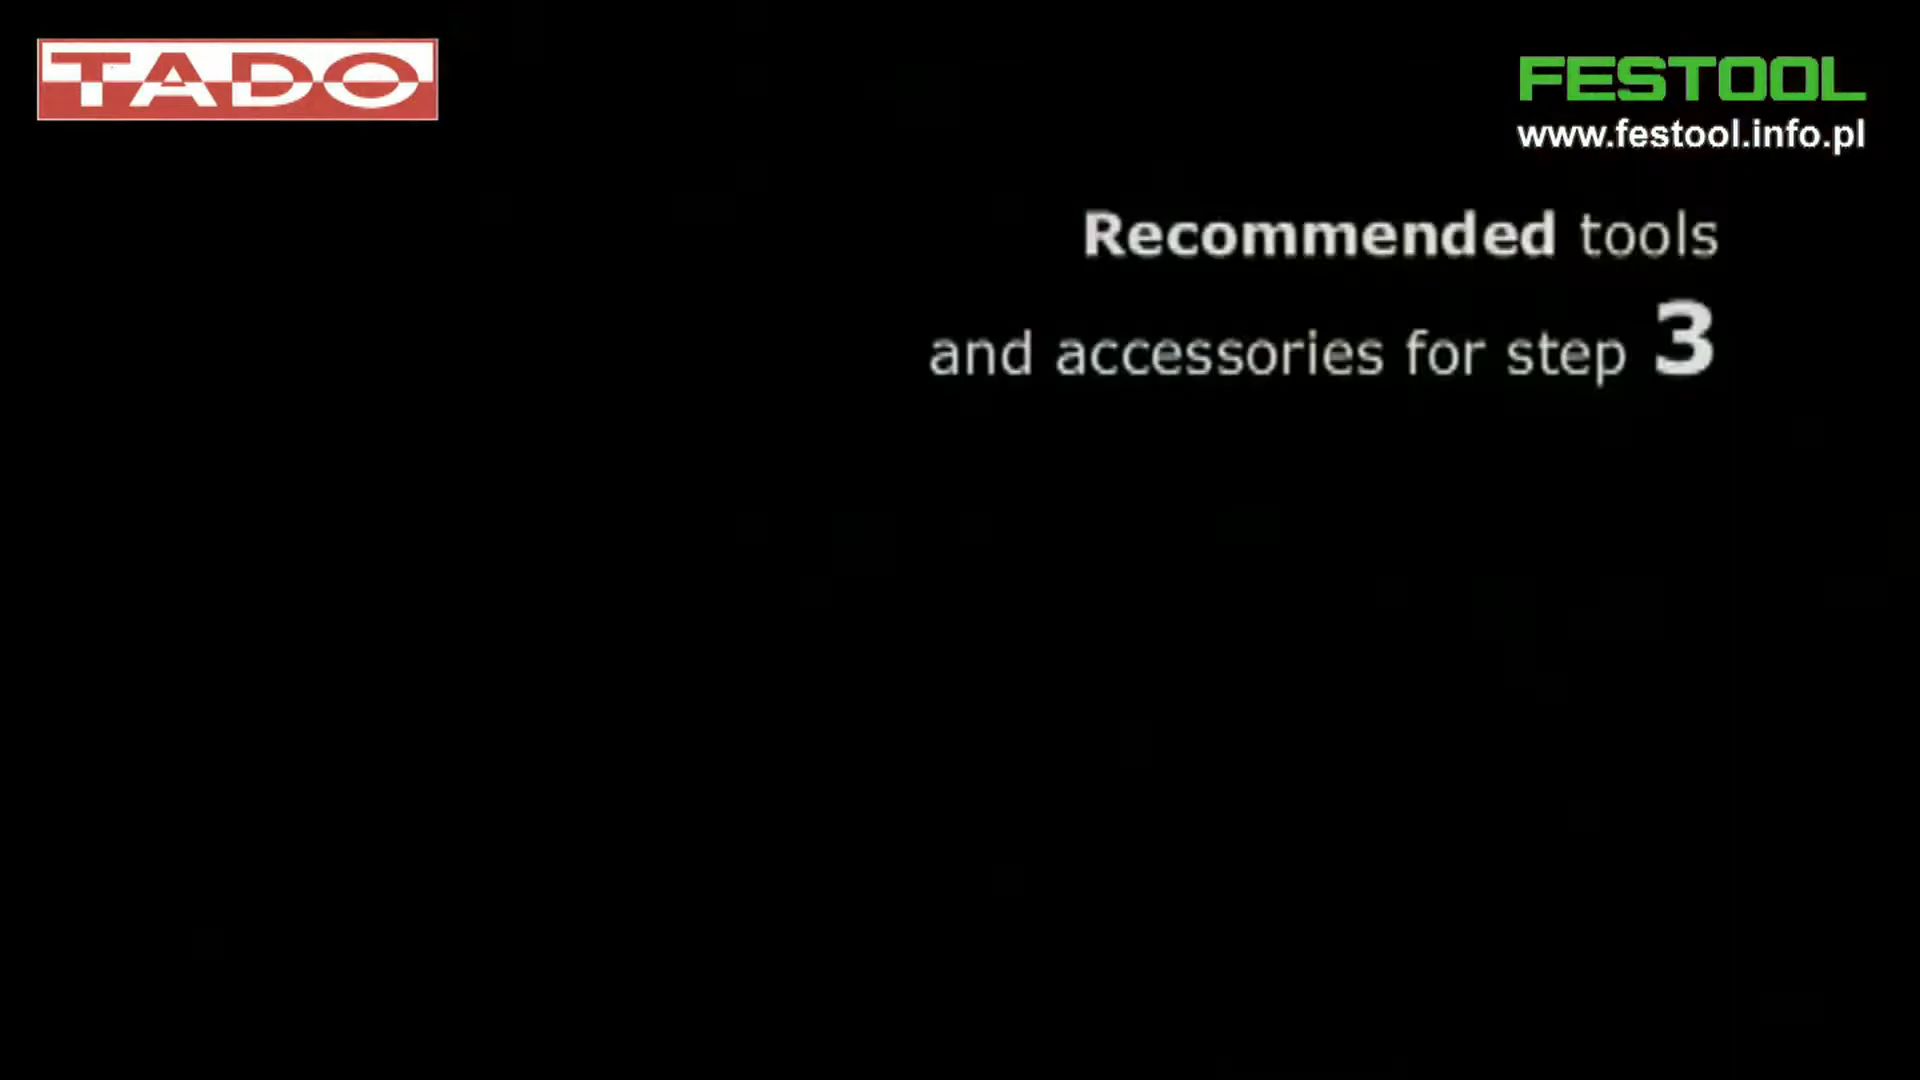 TADO
FESTOOL
www.festool.info.pl
Recommended tools
and accessories for step 3